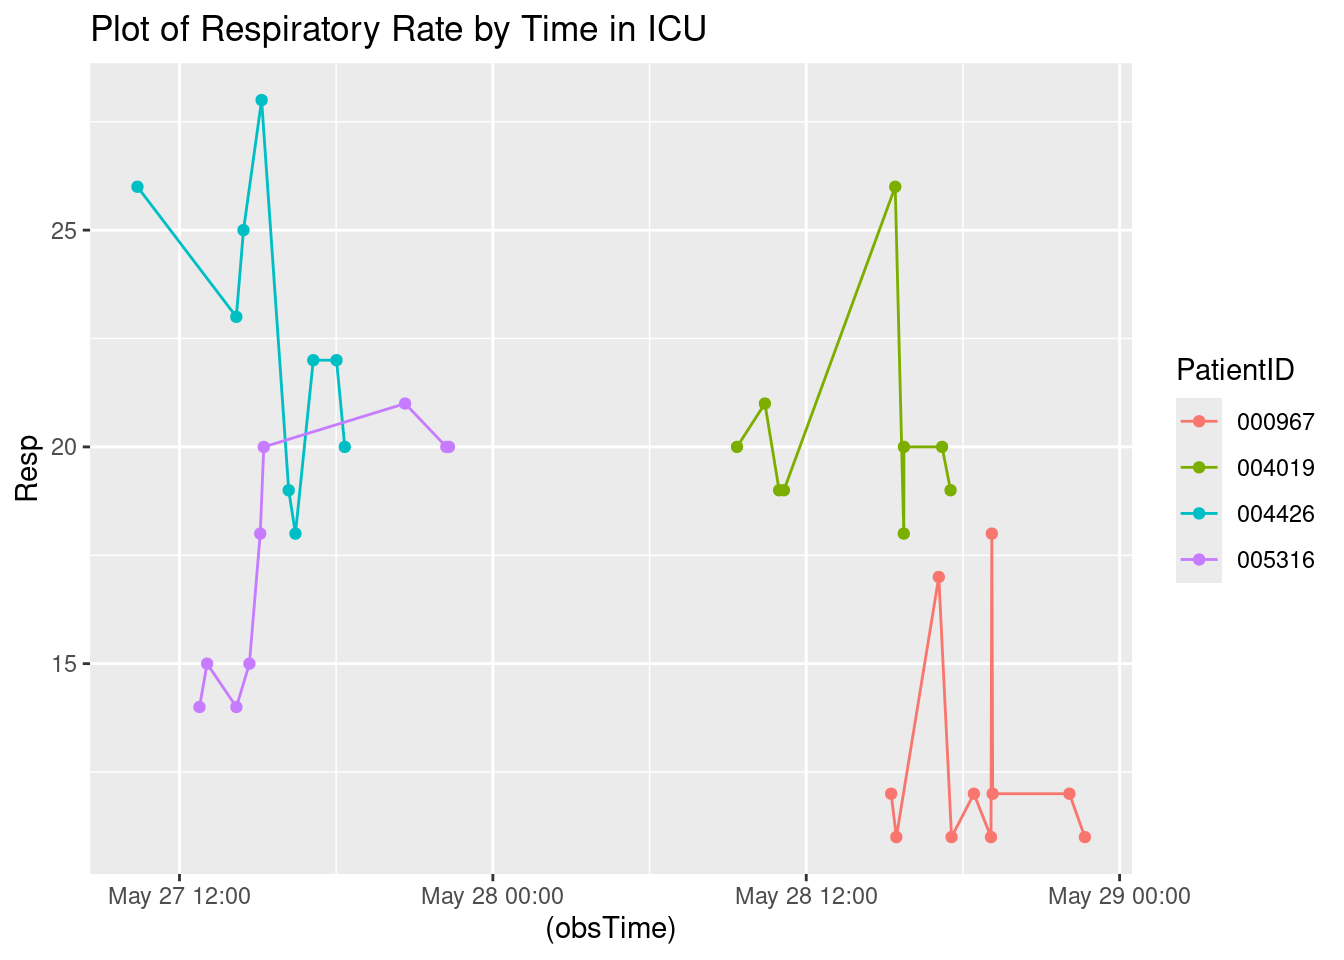 Plot of Respiratory Rate by Time in ICU
Resp
25
20
15
May 27 12:00
May 28 00:00
May 28 12:00
May 29 00:00
(obsTime)
PatientID
000967
004019
004426
005316